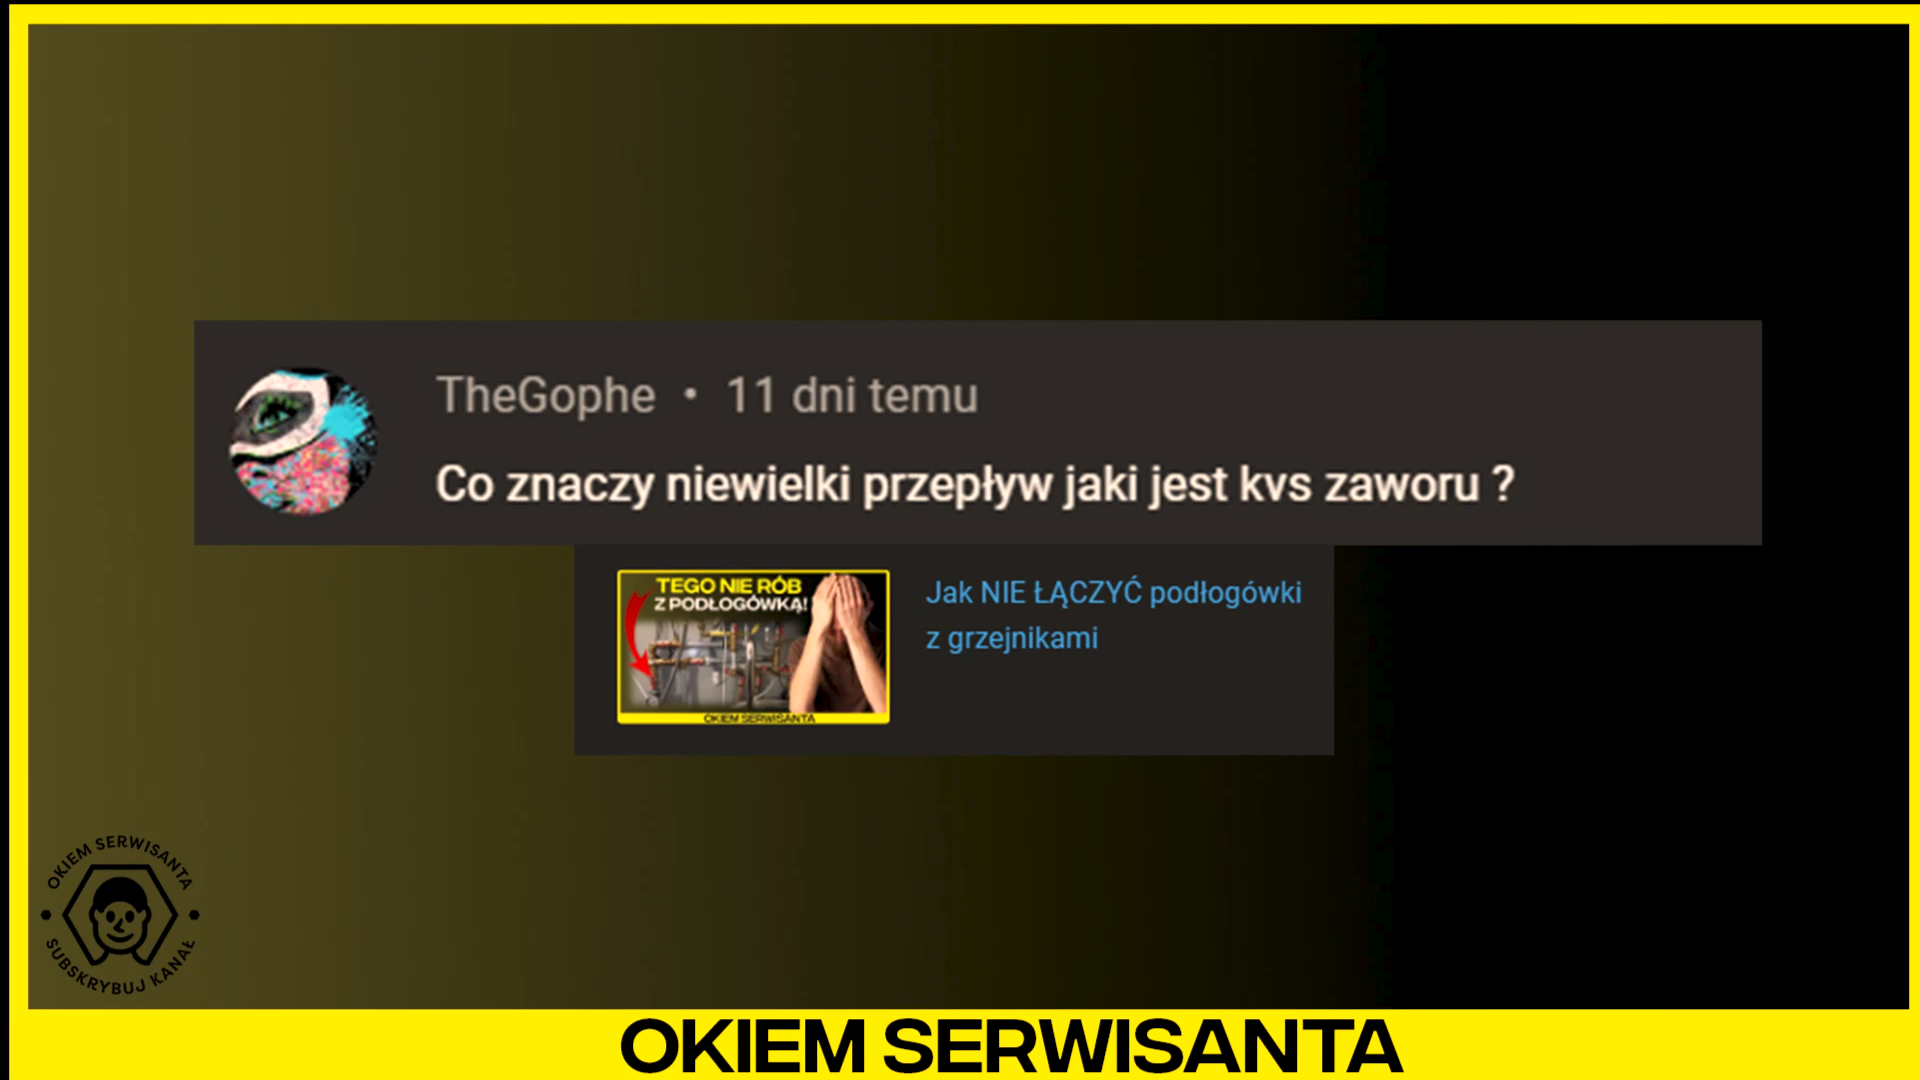 TheGophe • 11 dni temu
Co znaczy niewielki przepływ jaki jest kvs zaworu ?
TEGO NIE RÓB
Z PODŁOGÓWKĄ!
OKIEM SERWISANTA
Jak NIE ŁĄCZYĆ podłogówki
z grzejnikami
OKIEM SERWISANTA
SUBSKRYBUJ KANAŁ
OKIEM SERWISANTA